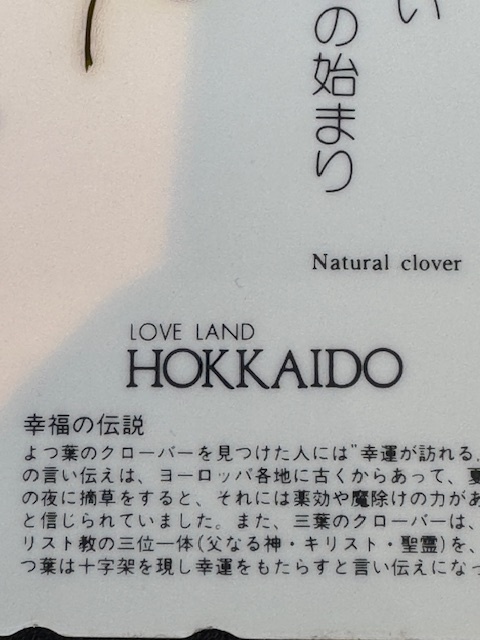 い
の始まり
Natural clover
LOVE LAND
HOKKAIDO
幸福の伝説
よつ葉のクローバーを見つけた人には"幸運が訪れる
の言い伝えは、ヨーロッパ各地に古くからあって、夏
の夜に摘草をすると、それには薬効や魔除けの力があ
と信じられていました。また、三葉のクローバーは、
リスト教の三位一体(父なる神・キリスト・聖霊)を、
つ葉は十字架を現し幸運をもたらすと言い伝えになっ